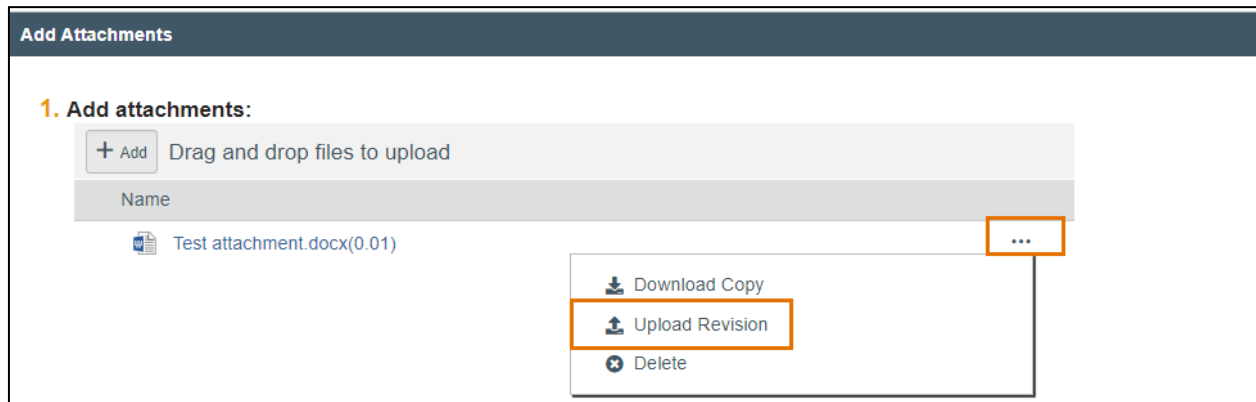 Add Attachments
1. Add attachments:
+ Add Drag and drop files to upload
Name
Test attachment.docx(0.01) ...
Download Copy
Upload Revision
Delete